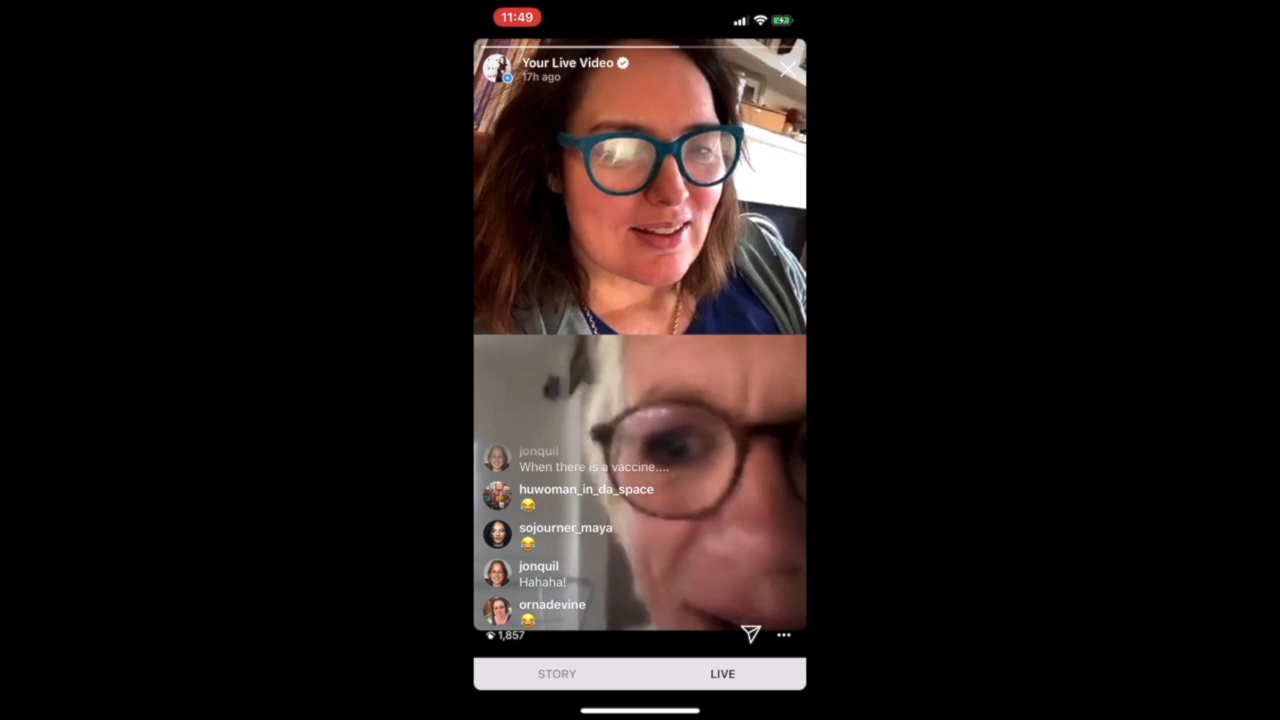 11:49
Your Live Video
17h ago
jonquil
When there is a vaccine....
huwoman_in_da_space
😂
sojourner_maya
😂
jonquil
Hahaha!
ornadevine
😂
1,857
STORY
LIVE